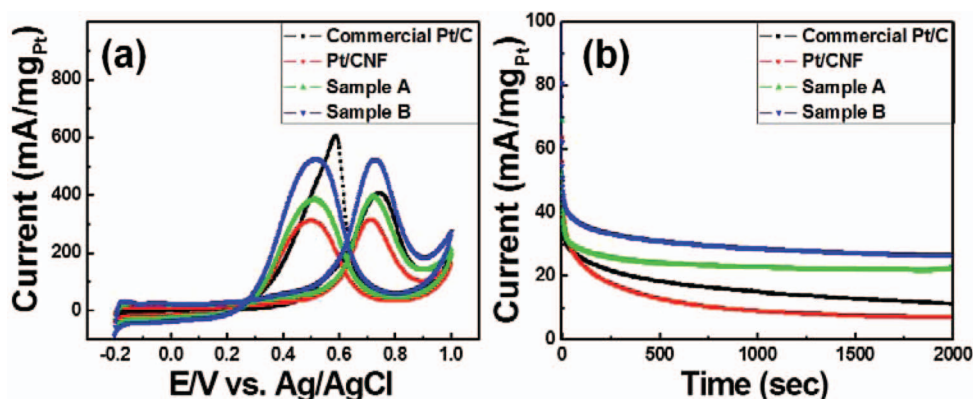 (a)
Commercial Pt/C
Pt/CNF
Sample A
Sample B
Current (mA/mgPt)
800
600
400
200
0
-0.2 0.0 0.2 0.4 0.6 0.8 1.0
E/V vs. Ag/AgCl
(b)
Commercial Pt/C
Pt/CNF
Sample A
Sample B
Current (mA/mgPt)
100
80
60
40
20
0
0 500 1000 1500 2000
Time (sec)